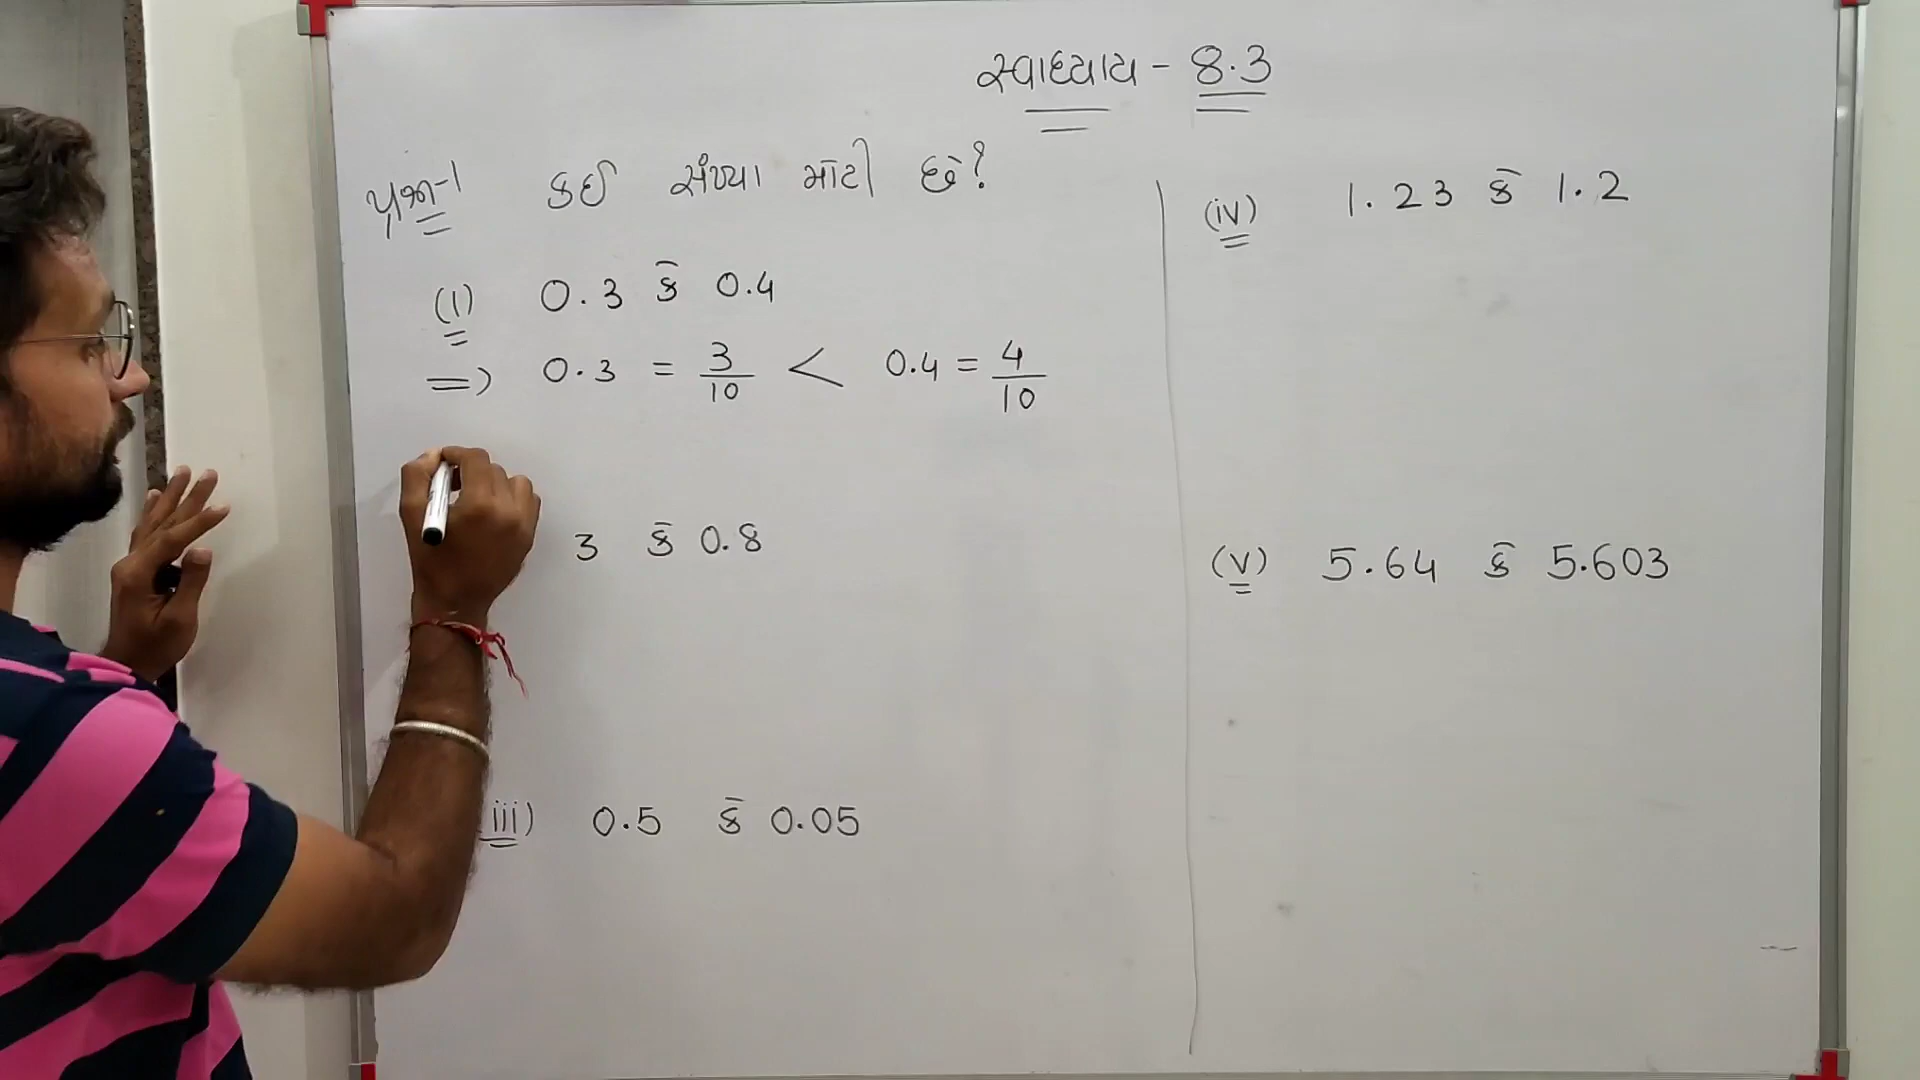 સ્વાધ્યાય - 8.3
પ્રશ્ન-1 કઈ સંખ્યા મોટી છે?
(i) 0.3 કે 0.4
=> 0.3 = 3/10 < 0.4 = 4/10
3 કે 0.8
(iii) 0.5 કે 0.05
(iv) 1.23 કે 1.2
(v) 5.64 કે 5.603